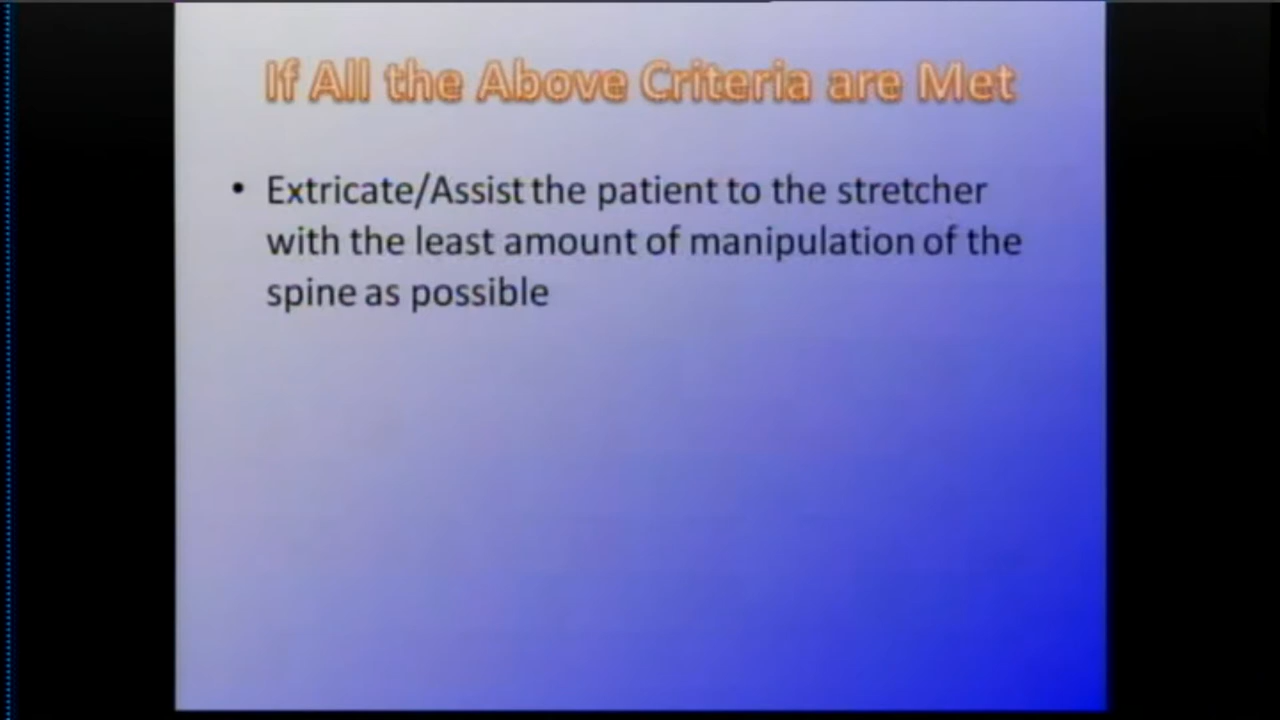 If All the Above Criteria are Met
• Extricate/Assist the patient to the stretcher
with the least amount of manipulation of the
spine as possible